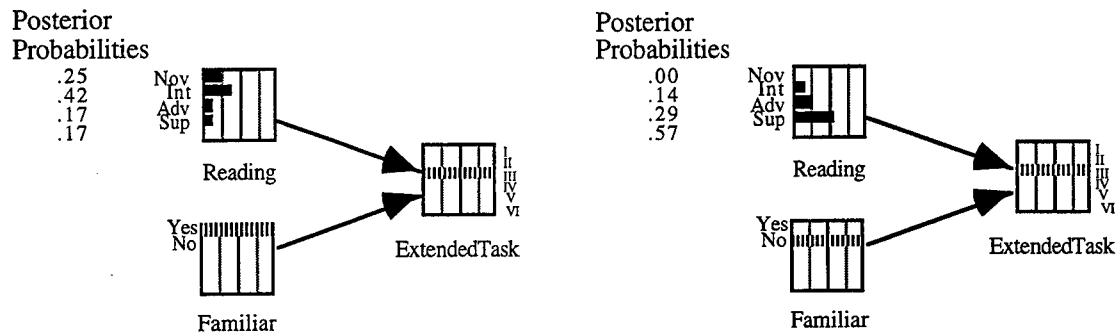 Posterior
Probabilities
.25
.42
.17
.17
Nov
Int
Adv
Sup
Reading
Yes
No
Familiar
I
II
III
IV
V
VI
ExtendedTask
Posterior
Probabilities
.00
.14
.29
.57
Nov
Int
Adv
Sup
Reading
Yes
No
Familiar
I
II
III
IV
V
VI
ExtendedTask